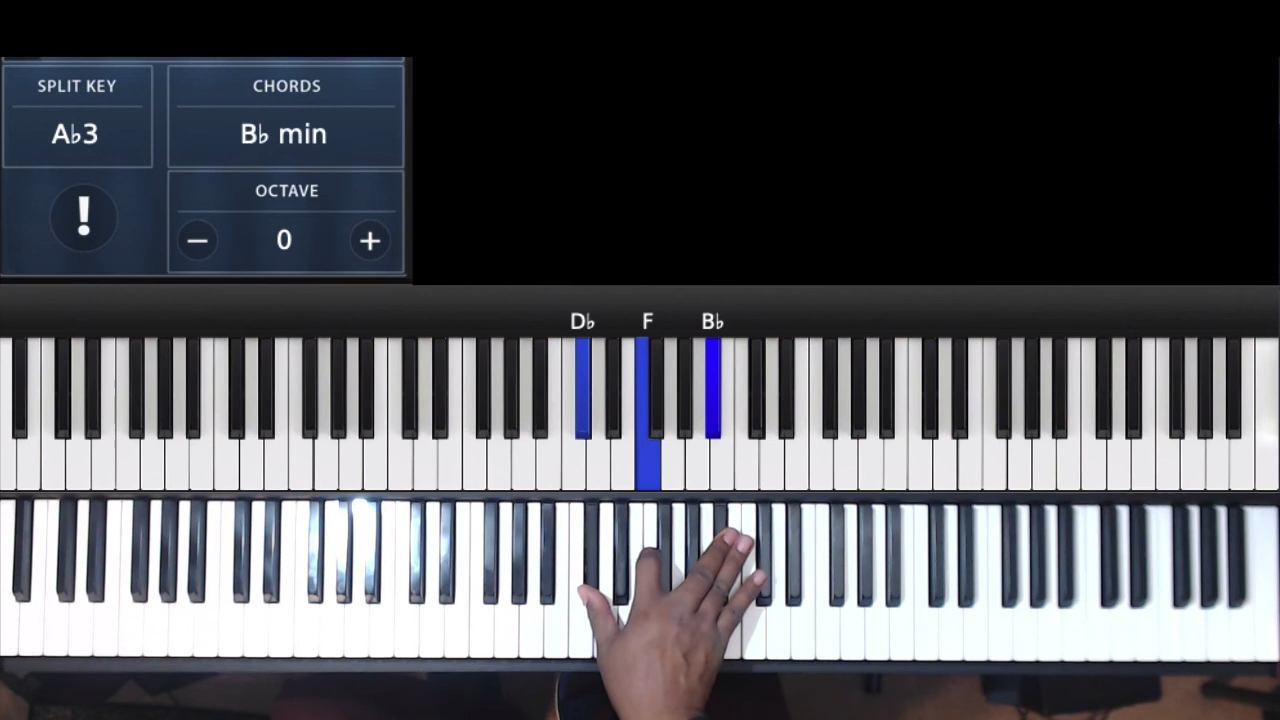 SPLIT KEY
A♭3
CHORDS
B♭ min
!
OCTAVE
− 0 +
D♭ F B♭